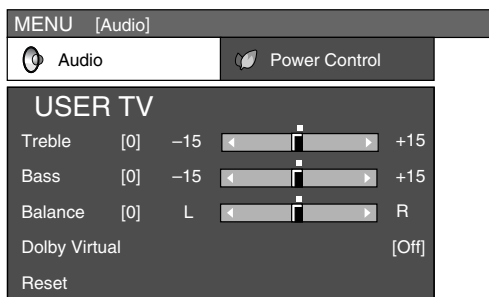 MENU [Audio]
Audio Power Control
USER TV
Treble [0] –15 +15
Bass [0] –15 +15
Balance [0] L R
Dolby Virtual [Off]
Reset